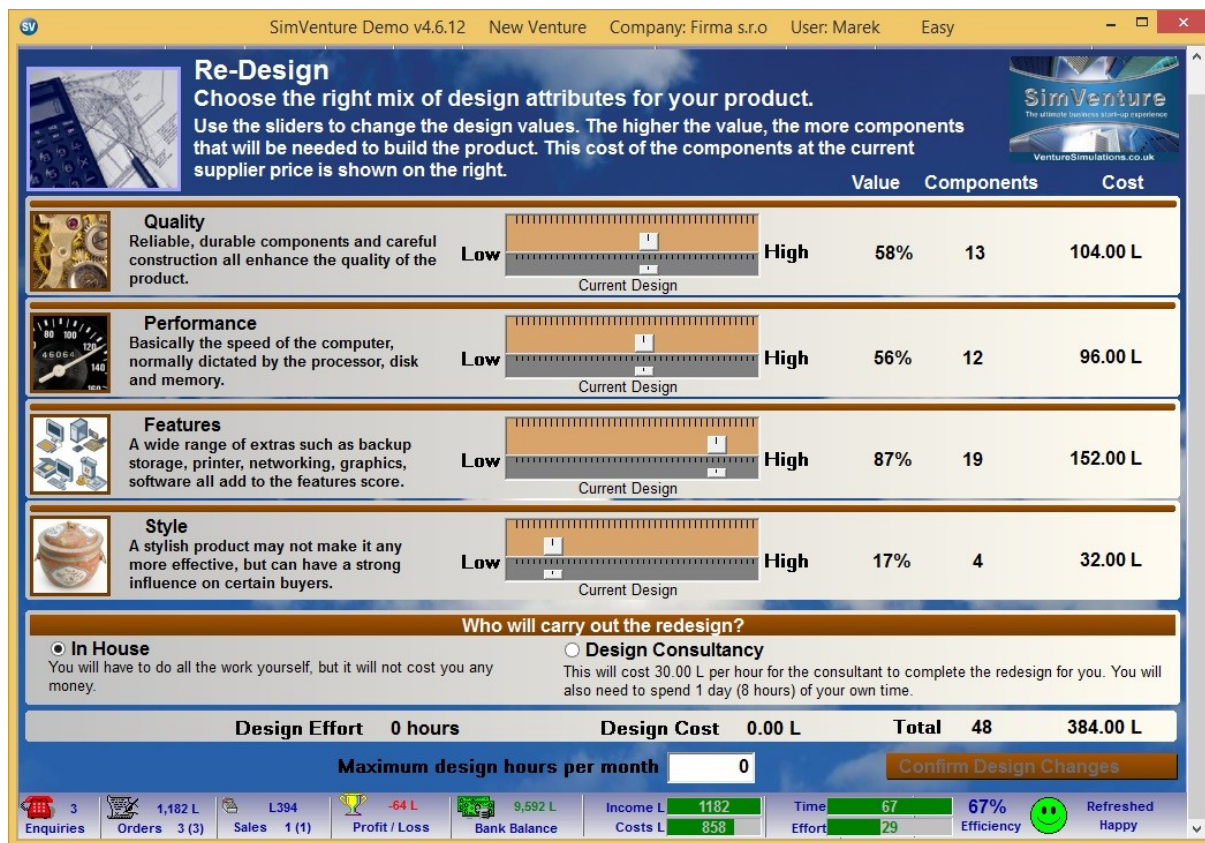 SV SimVenture Demo v4.6.12 New Venture Company: Firma s.r.o User: Marek Easy
Re-Design
Choose the right mix of design attributes for your product.
Use the sliders to change the design values. The higher the value, the more components
that will be needed to build the product. This cost of the components at the current
supplier price is shown on the right.
SimVenture
The ultimate business start-up experience
VentureSimulations.co.uk
Value Components Cost
Quality
Reliable, durable components and careful
construction all enhance the quality of the
product.
Low High 58% 13 104.00 L
Current Design
80 100 120
46064 140
160
Performance
Basically the speed of the computer,
normally dictated by the processor, disk
and memory.
Low High 56% 12 96.00 L
Current Design
Features
A wide range of extras such as backup
storage, printer, networking, graphics,
software all add to the features score.
Low High 87% 19 152.00 L
Current Design
Style
A stylish product may not make it any
more effective, but can have a strong
influence on certain buyers.
Low High 17% 4 32.00 L
Current Design
Who will carry out the redesign?
In House
You will have to do all the work yourself, but it will not cost you any
money.
Design Consultancy
This will cost 30.00 L per hour for the consultant to complete the redesign for you. You will
also need to spend 1 day (8 hours) of your own time.
Design Effort 0 hours Design Cost 0.00 L Total 48 384.00 L
Maximum design hours per month 0 Confirm Design Changes
3 1,182 L L394 -64 L 9,592 L Income L 1182 Time 67 67% Refreshed
Enquiries Orders 3 (3) Sales 1 (1) Profit / Loss Bank Balance Costs L 858 Effort 29 Efficiency Happy